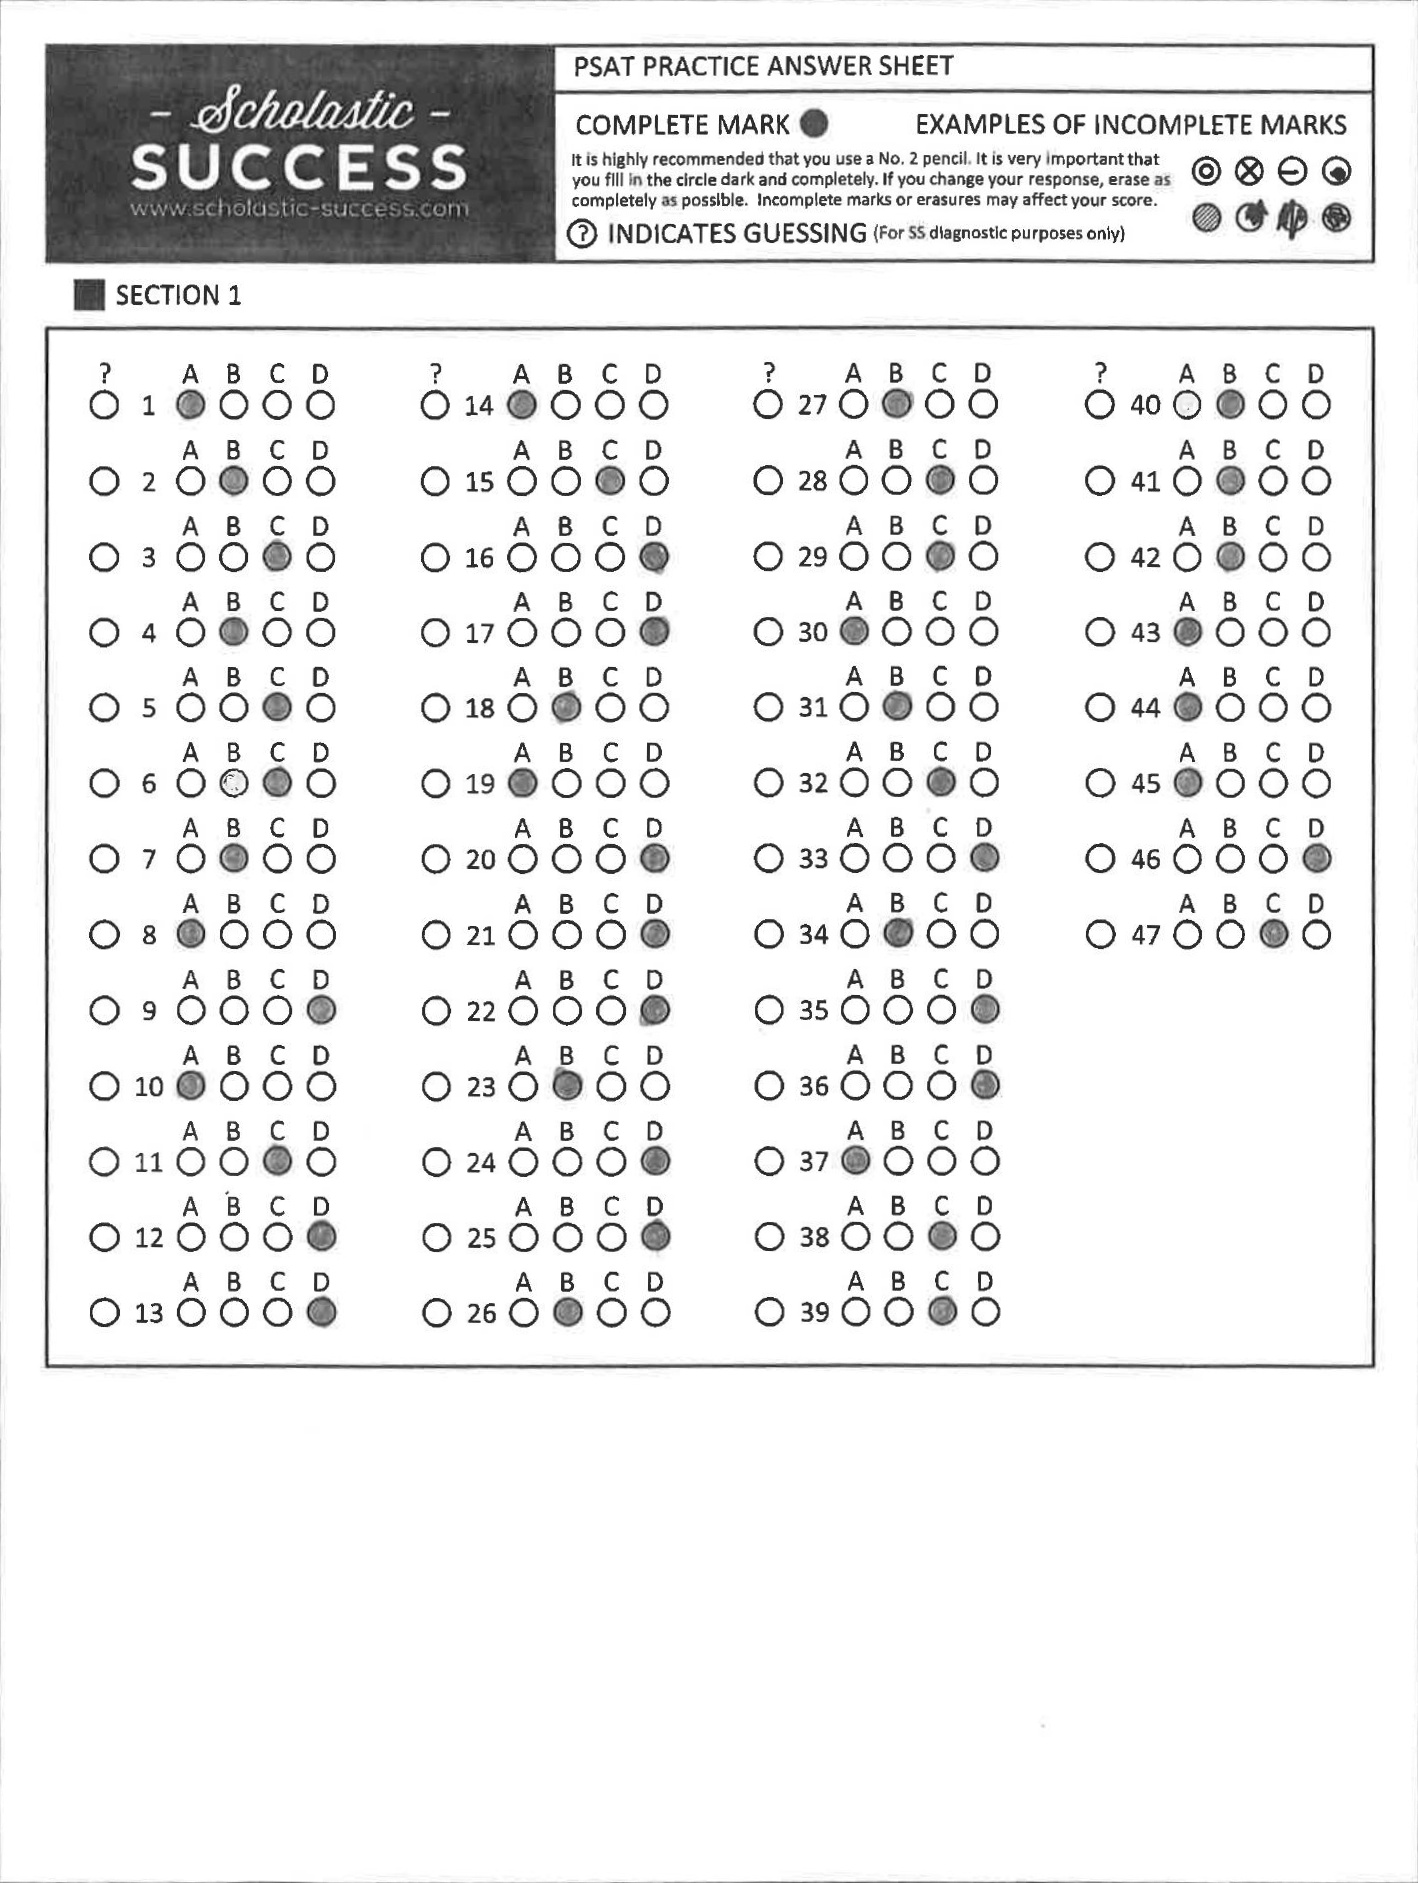 - Scholastic -
SUCCESS
www.scholastic-success.com
PSAT PRACTICE ANSWER SHEET
COMPLETE MARK EXAMPLES OF INCOMPLETE MARKS
It is highly recommended that you use a No. 2 pencil. It is very important that
you fill in the circle dark and completely. If you change your response, erase as
completely as possible. Incomplete marks or erasures may affect your score.
? INDICATES GUESSING (For SS diagnostic purposes only)
SECTION 1
? A B C D
1
A B C D
2
A B C D
3
A B C D
4
A B C D
5
A B C D
6
A B C D
7
A B C D
8
A B C D
9
A B C D
10
A B C D
11
A B C D
12
A B C D
13
? A B C D
14
A B C D
15
A B C D
16
A B C D
17
A B C D
18
A B C D
19
A B C D
20
A B C D
21
A B C D
22
A B C D
23
A B C D
24
A B C D
25
A B C D
26
? A B C D
27
A B C D
28
A B C D
29
A B C D
30
A B C D
31
A B C D
32
A B C D
33
A B C D
34
A B C D
35
A B C D
36
A B C D
37
A B C D
38
A B C D
39
? A B C D
40
A B C D
41
A B C D
42
A B C D
43
A B C D
44
A B C D
45
A B C D
46
A B C D
47